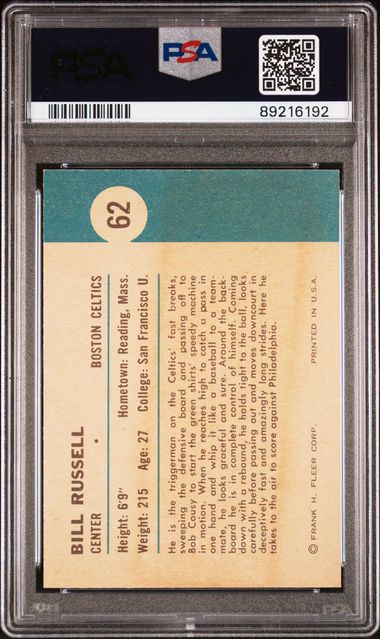 PSA
PSA
89216192
62
BILL RUSSELL
CENTER • BOSTON CELTICS
Height: 6'9" Hometown: Reading, Mass.
Weight: 215 Age: 27 College: San Francisco U.
He is the triggerman on the Celtics' fast breaks,
sweeping the defensive board and passing off to
Bob Cousy to start the green shirts' speedy machine
in motion. When he reaches high to catch a pass in
one hand and whip it like a baseball to a team-
mate, he looks graceful and sure. Around the back-
board he is in complete control of himself. Coming
down with a rebound, he holds tight to the ball, looks
carefully before passing out and moves downcourt in
deceptively fast and amazingly long strides. Here he
takes to the air to score against Philadelphia.
© FRANK H. FLEER CORP. PRINTED IN U.S.A.